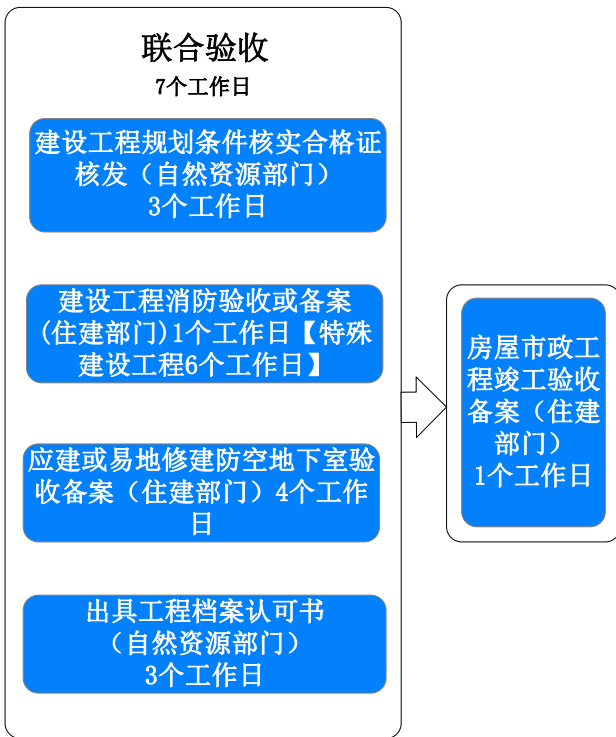 联合验收
7个工作日
建设工程规划条件核实合格证
核发（自然资源部门）
3个工作日
建设工程消防验收或备案
(住建部门)1个工作日【特殊
建设工程6个工作日】
应建或易地修建防空地下室验
收备案（住建部门）4个工作
日
出具工程档案认可书
（自然资源部门）
3个工作日
房屋市政工
程竣工验收
备案（住建
部门）
1个工作日